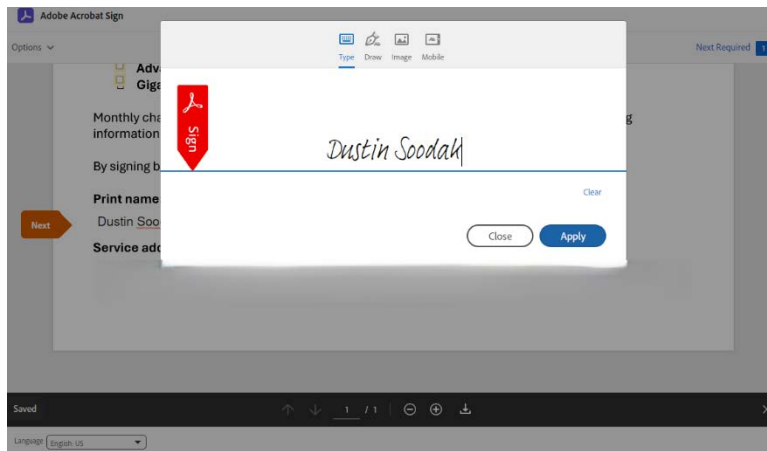 Adobe Acrobat Sign
Options
Type Draw Image Mobile
Next Required 1
Adv
Giga
Monthly cha
g
information
Sign
Dustin Soodak
By signing b
Clear
Print name
Next
Dustin Soo
Close Apply
Service add
Saved
1 / 1
Language English: US